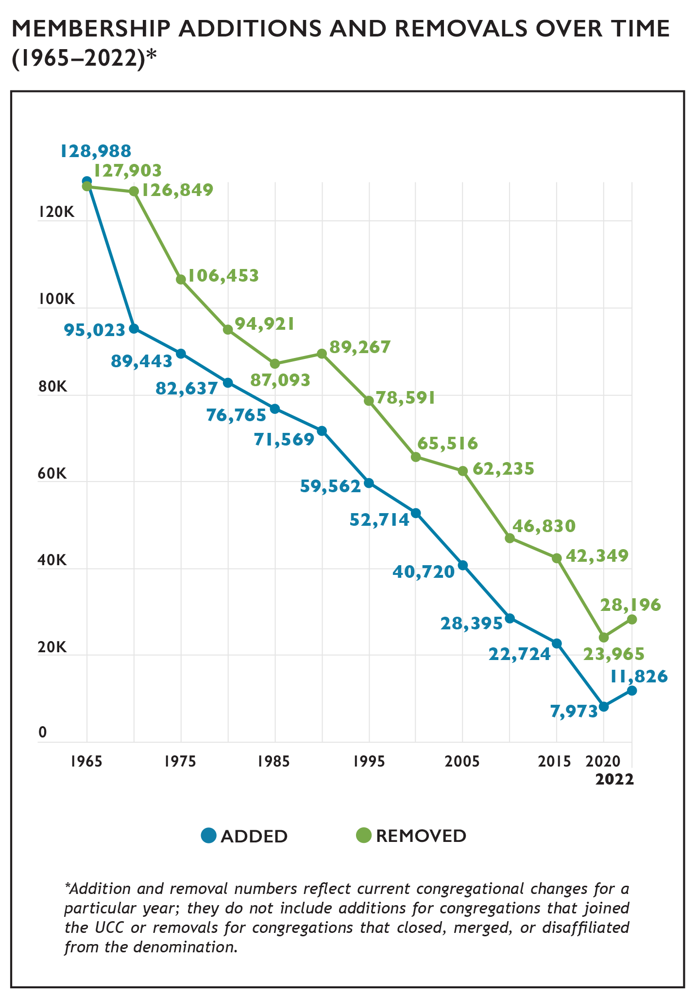 MEMBERSHIP ADDITIONS AND REMOVALS OVER TIME
(1965–2022)*
128,988
127,903
126,849
120K
106,453
100K
94,921
95,023
89,267
89,443
87,093
80K
82,637
78,591
76,765
71,569
65,516
62,235
60K
59,562
52,714
46,830
42,349
40K
40,720
28,196
28,395
20K
22,724
23,965
11,826
7,973
0
1965 1975 1985 1995 2005 2015 2020
2022
ADDED REMOVED
*Addition and removal numbers reflect current congregational changes for a
particular year; they do not include additions for congregations that joined
the UCC or removals for congregations that closed, merged, or disaffiliated
from the denomination.